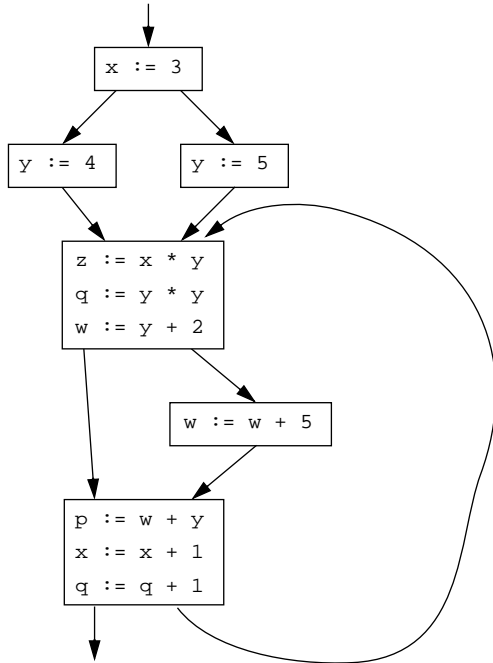 x := 3
y := 4
y := 5
z := x * y
q := y * y
w := y + 2
w := w + 5
p := w + y
x := x + 1
q := q + 1